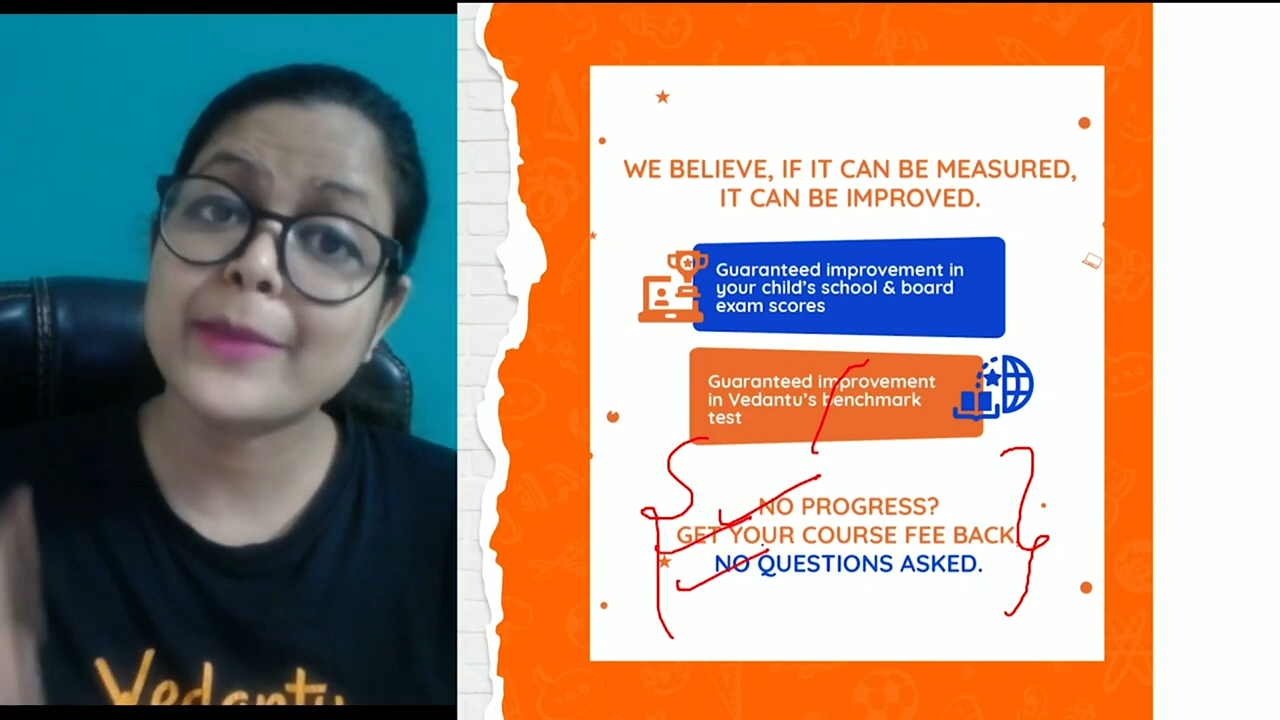 WE BELIEVE, IF IT CAN BE MEASURED,
IT CAN BE IMPROVED.
Guaranteed improvement in
your child's school & board
exam scores
Guaranteed improvement
in Vedantu's benchmark
test
NO PROGRESS?
GET YOUR COURSE FEE BACK.
NO QUESTIONS ASKED.
Vedantu